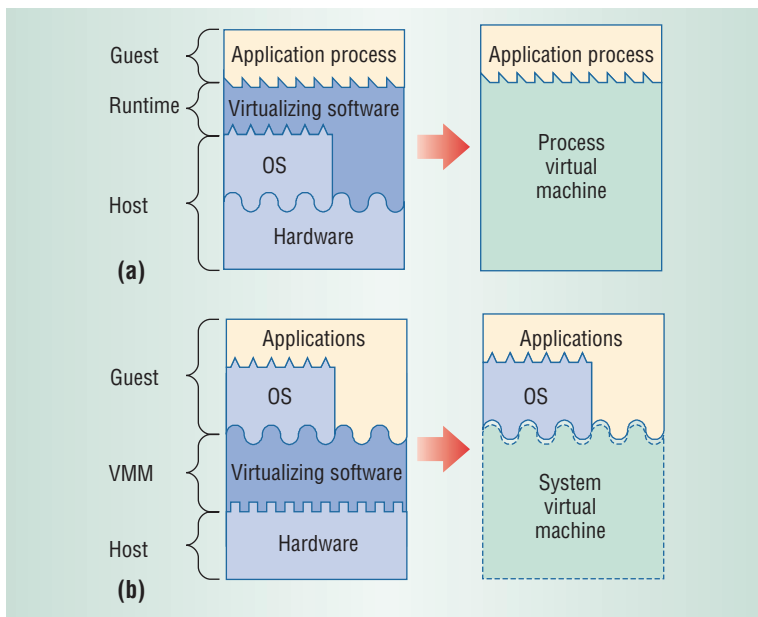 Guest
Application process
Application process
Runtime
Virtualizing software
OS
Process
virtual
machine
Host
Hardware
(a)
Applications
Applications
Guest
OS
OS
VMM
Virtualizing software
System
virtual
machine
Host
Hardware
(b)